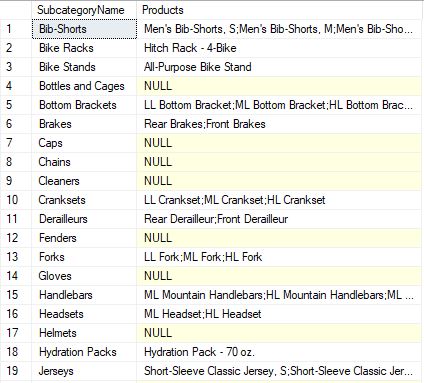 SubcategoryName Products
1 Bib-Shorts Men's Bib-Shorts, S;Men's Bib-Shorts, M;Men's Bib-Sho...
2 Bike Racks Hitch Rack - 4-Bike
3 Bike Stands All-Purpose Bike Stand
4 Bottles and Cages NULL
5 Bottom Brackets LL Bottom Bracket;ML Bottom Bracket;HL Bottom Brac...
6 Brakes Rear Brakes;Front Brakes
7 Caps NULL
8 Chains NULL
9 Cleaners NULL
10 Cranksets LL Crankset;ML Crankset;HL Crankset
11 Derailleurs Rear Derailleur;Front Derailleur
12 Fenders NULL
13 Forks LL Fork;ML Fork;HL Fork
14 Gloves NULL
15 Handlebars ML Mountain Handlebars;HL Mountain Handlebars;ML ...
16 Headsets ML Headset;HL Headset
17 Helmets NULL
18 Hydration Packs Hydration Pack - 70 oz.
19 Jerseys Short-Sleeve Classic Jersey, S;Short-Sleeve Classic Jer...